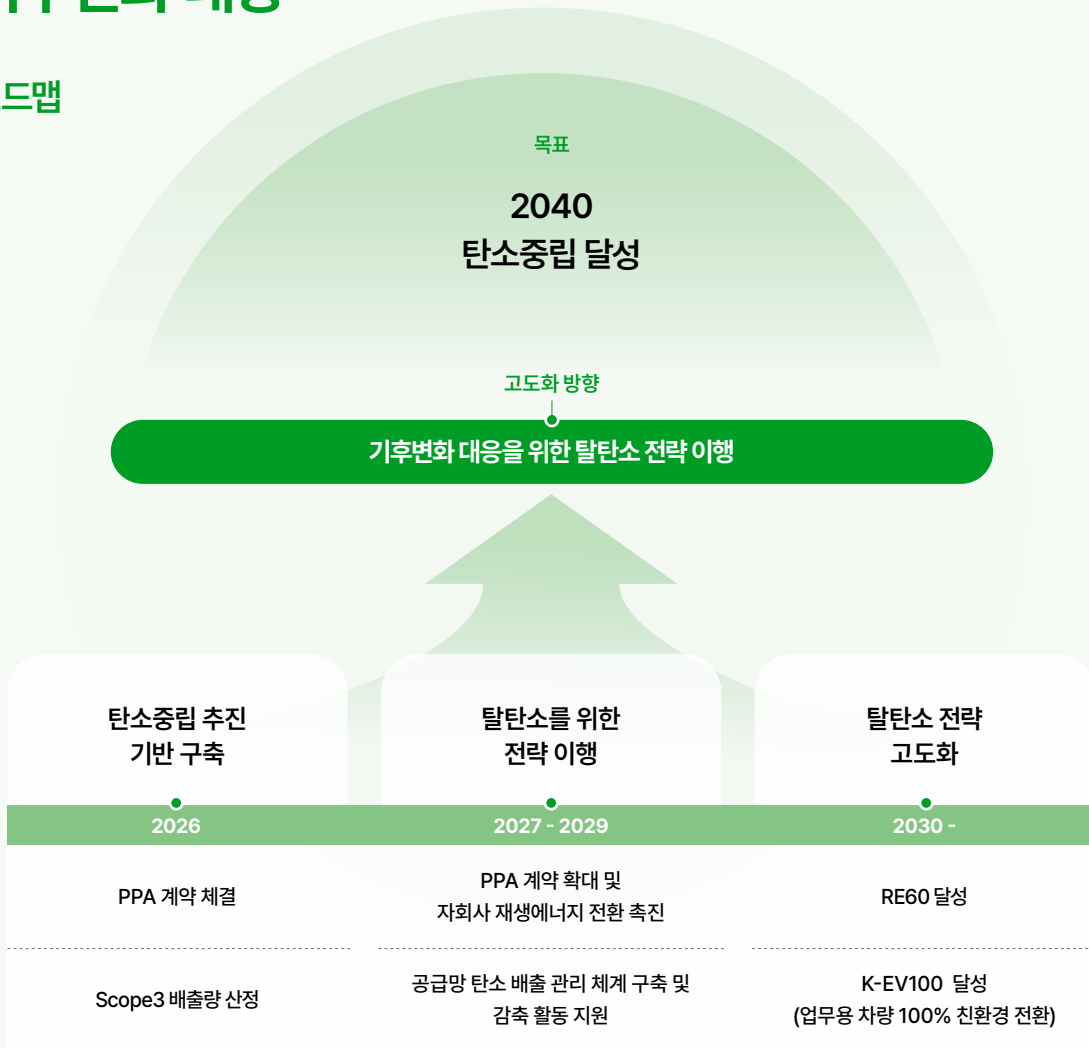 드맵
목표
2040
탄소중립 달성
고도화 방향
기후변화 대응을 위한 탈탄소 전략 이행
탄소중립 추진
기반 구축
탈탄소를 위한
전략 이행
탈탄소 전략
고도화
2026
2027 - 2029
2030 -
PPA 계약 체결
PPA 계약 확대 및
자회사 재생에너지 전환 촉진
RE60 달성
Scope3 배출량 산정
공급망 탄소 배출 관리 체계 구축 및
감축 활동 지원
K-EV100 달성
(업무용 차량 100% 친환경 전환)